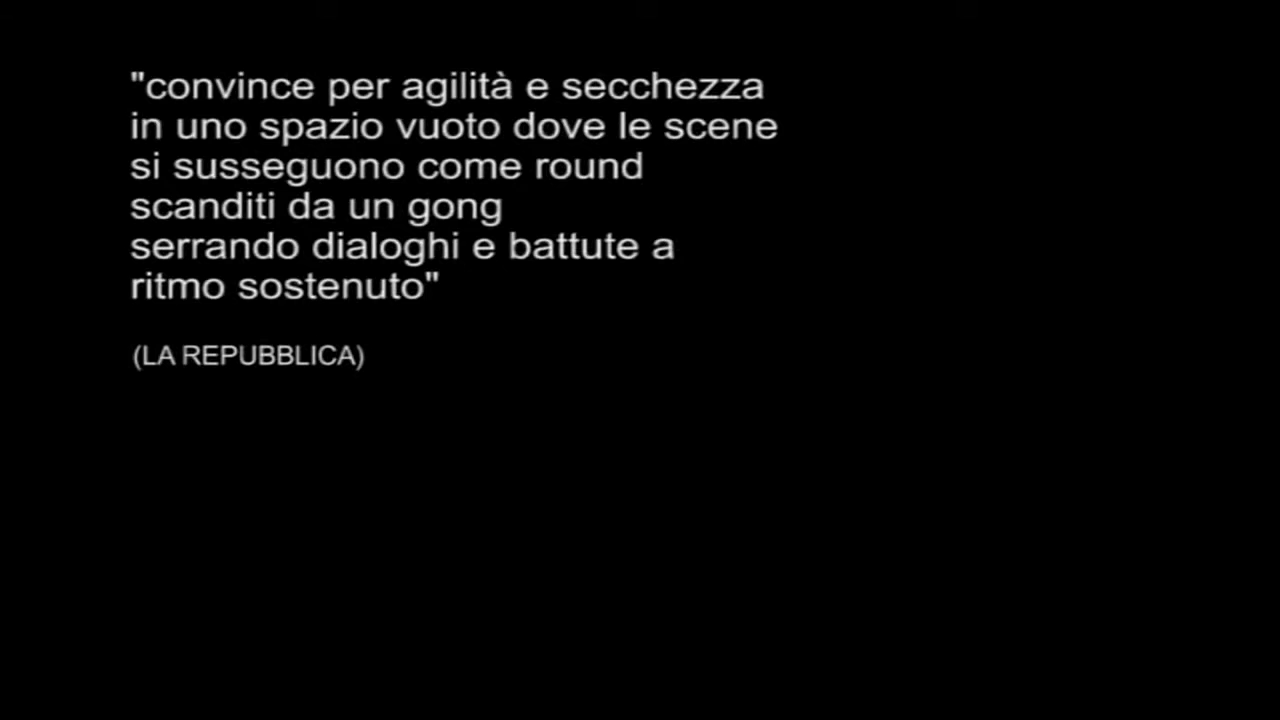 "convince per agilità e secchezza
in uno spazio vuoto dove le scene
si susseguono come round
scanditi da un gong
serrando dialoghi e battute a
ritmo sostenuto"
(LA REPUBBLICA)